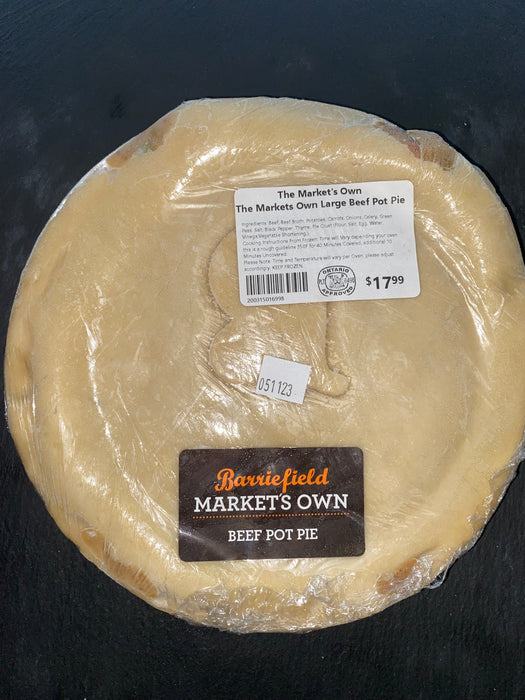 The Market's Own
The Markets Own Large Beef Pot Pie
Ingredients: Beef, Beef Broth, Potatoes, Carrots, Onions, Celery, Green
Peas, Salt, Black Pepper, Thyme, Pie Crust (Flour, Salt, Egg, Water,
Vinegar, Vegetable Shortening.)
Cooking Instructions From Frozen: Time will Vary depending your oven
this is a rough guideline 350F for 40 Minutes Covered, additional 10
Minutes Uncovered.
Please Note: Time and Temperature will vary per Oven, please adjust
accordingly. KEEP FROZEN
200315016998
ONTARIO
APPROVED
$17.99
051123
Barriefield
MARKET'S OWN
BEEF POT PIE